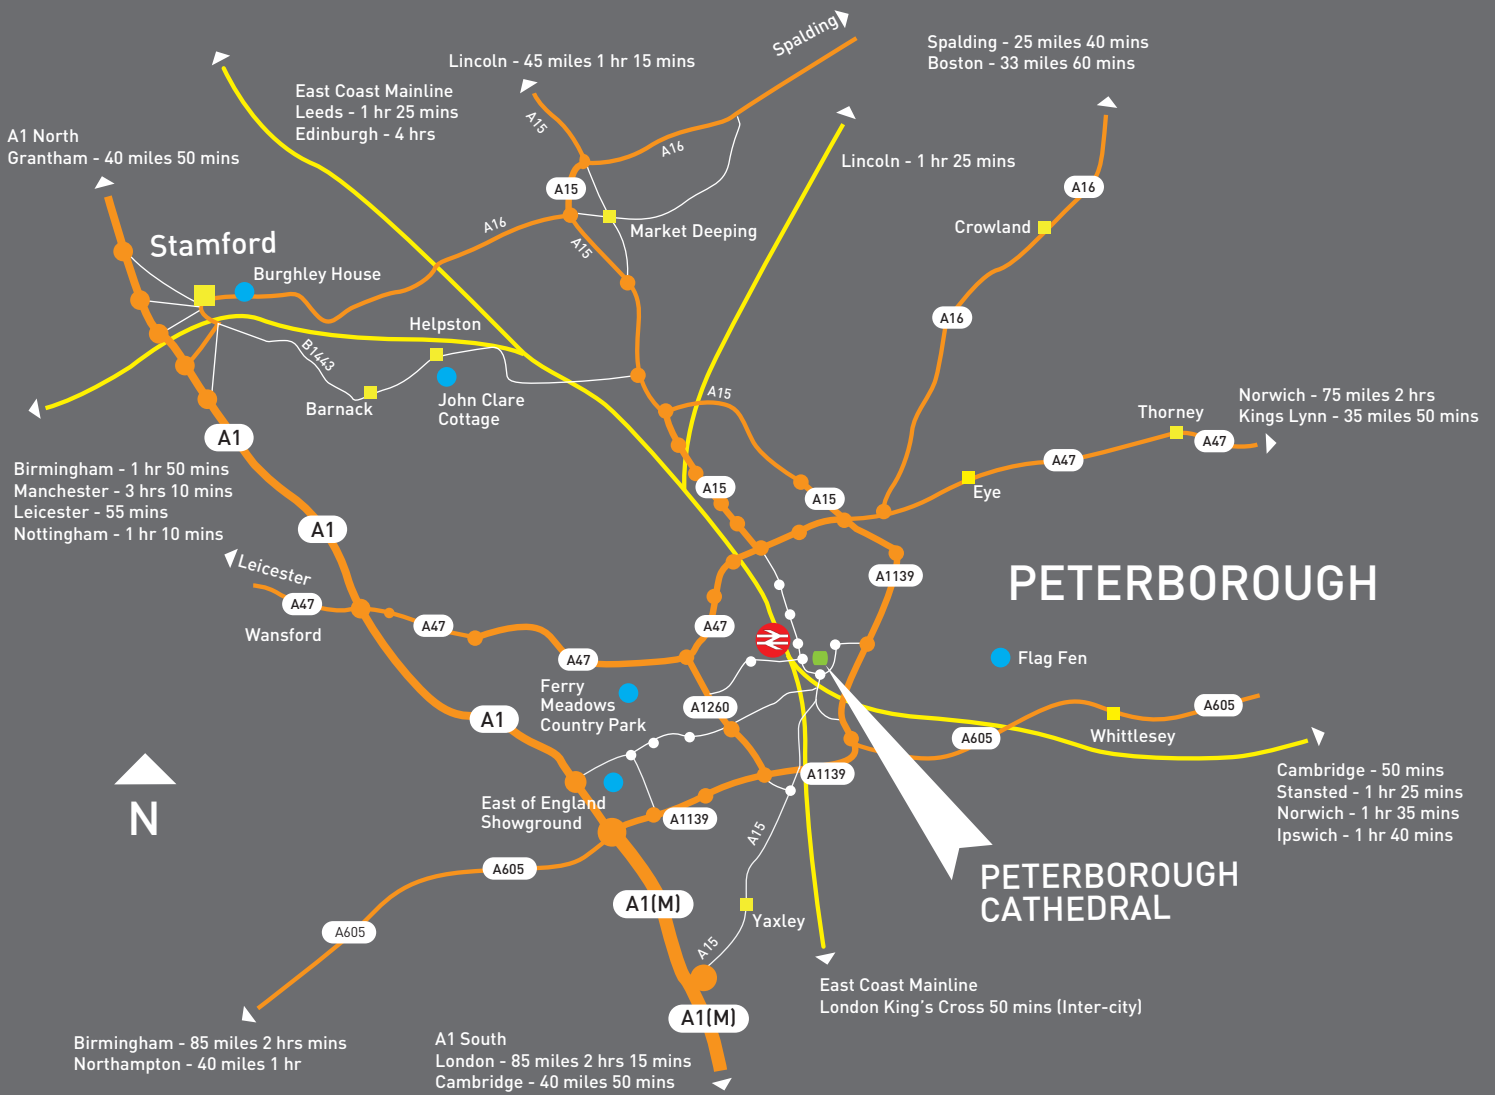 Spalding
Spalding - 25 miles 40 mins
Boston - 33 miles 60 mins
Lincoln - 45 miles 1 hr 15 mins
East Coast Mainline
Leeds - 1 hr 25 mins
Edinburgh - 4 hrs
A1 North
Grantham - 40 miles 50 mins
A15
A16
Lincoln - 1 hr 25 mins
A15
A16
A16
Crowland
Market Deeping
A15
Stamford
Burghley House
A16
Helpston
B1443
Barnack
John Clare
Cottage
A15
Norwich - 75 miles 2 hrs
Kings Lynn - 35 miles 50 mins
Thorney
A47
A1
A47
Eye
Birmingham - 1 hr 50 mins
Manchester - 3 hrs 10 mins
Leicester - 55 mins
Nottingham - 1 hr 10 mins
A15
A15
A1
Leicester
A47
Wansford
A47
A1139
PETERBOROUGH
A47
A47
Flag Fen
Ferry
Meadows
Country Park
A1260
A1
A605
A605
Whittlesey
A1139
Cambridge - 50 mins
Stansted - 1 hr 25 mins
Norwich - 1 hr 35 mins
Ipswich - 1 hr 40 mins
N
East of England
Showground
A1139
A15
A605
PETERBOROUGH
CATHEDRAL
A1(M)
Yaxley
A605
A15
East Coast Mainline
London King's Cross 50 mins (Inter-city)
A1(M)
Birmingham - 85 miles 2 hrs mins
Northampton - 40 miles 1 hr
A1 South
London - 85 miles 2 hrs 15 mins
Cambridge - 40 miles 50 mins